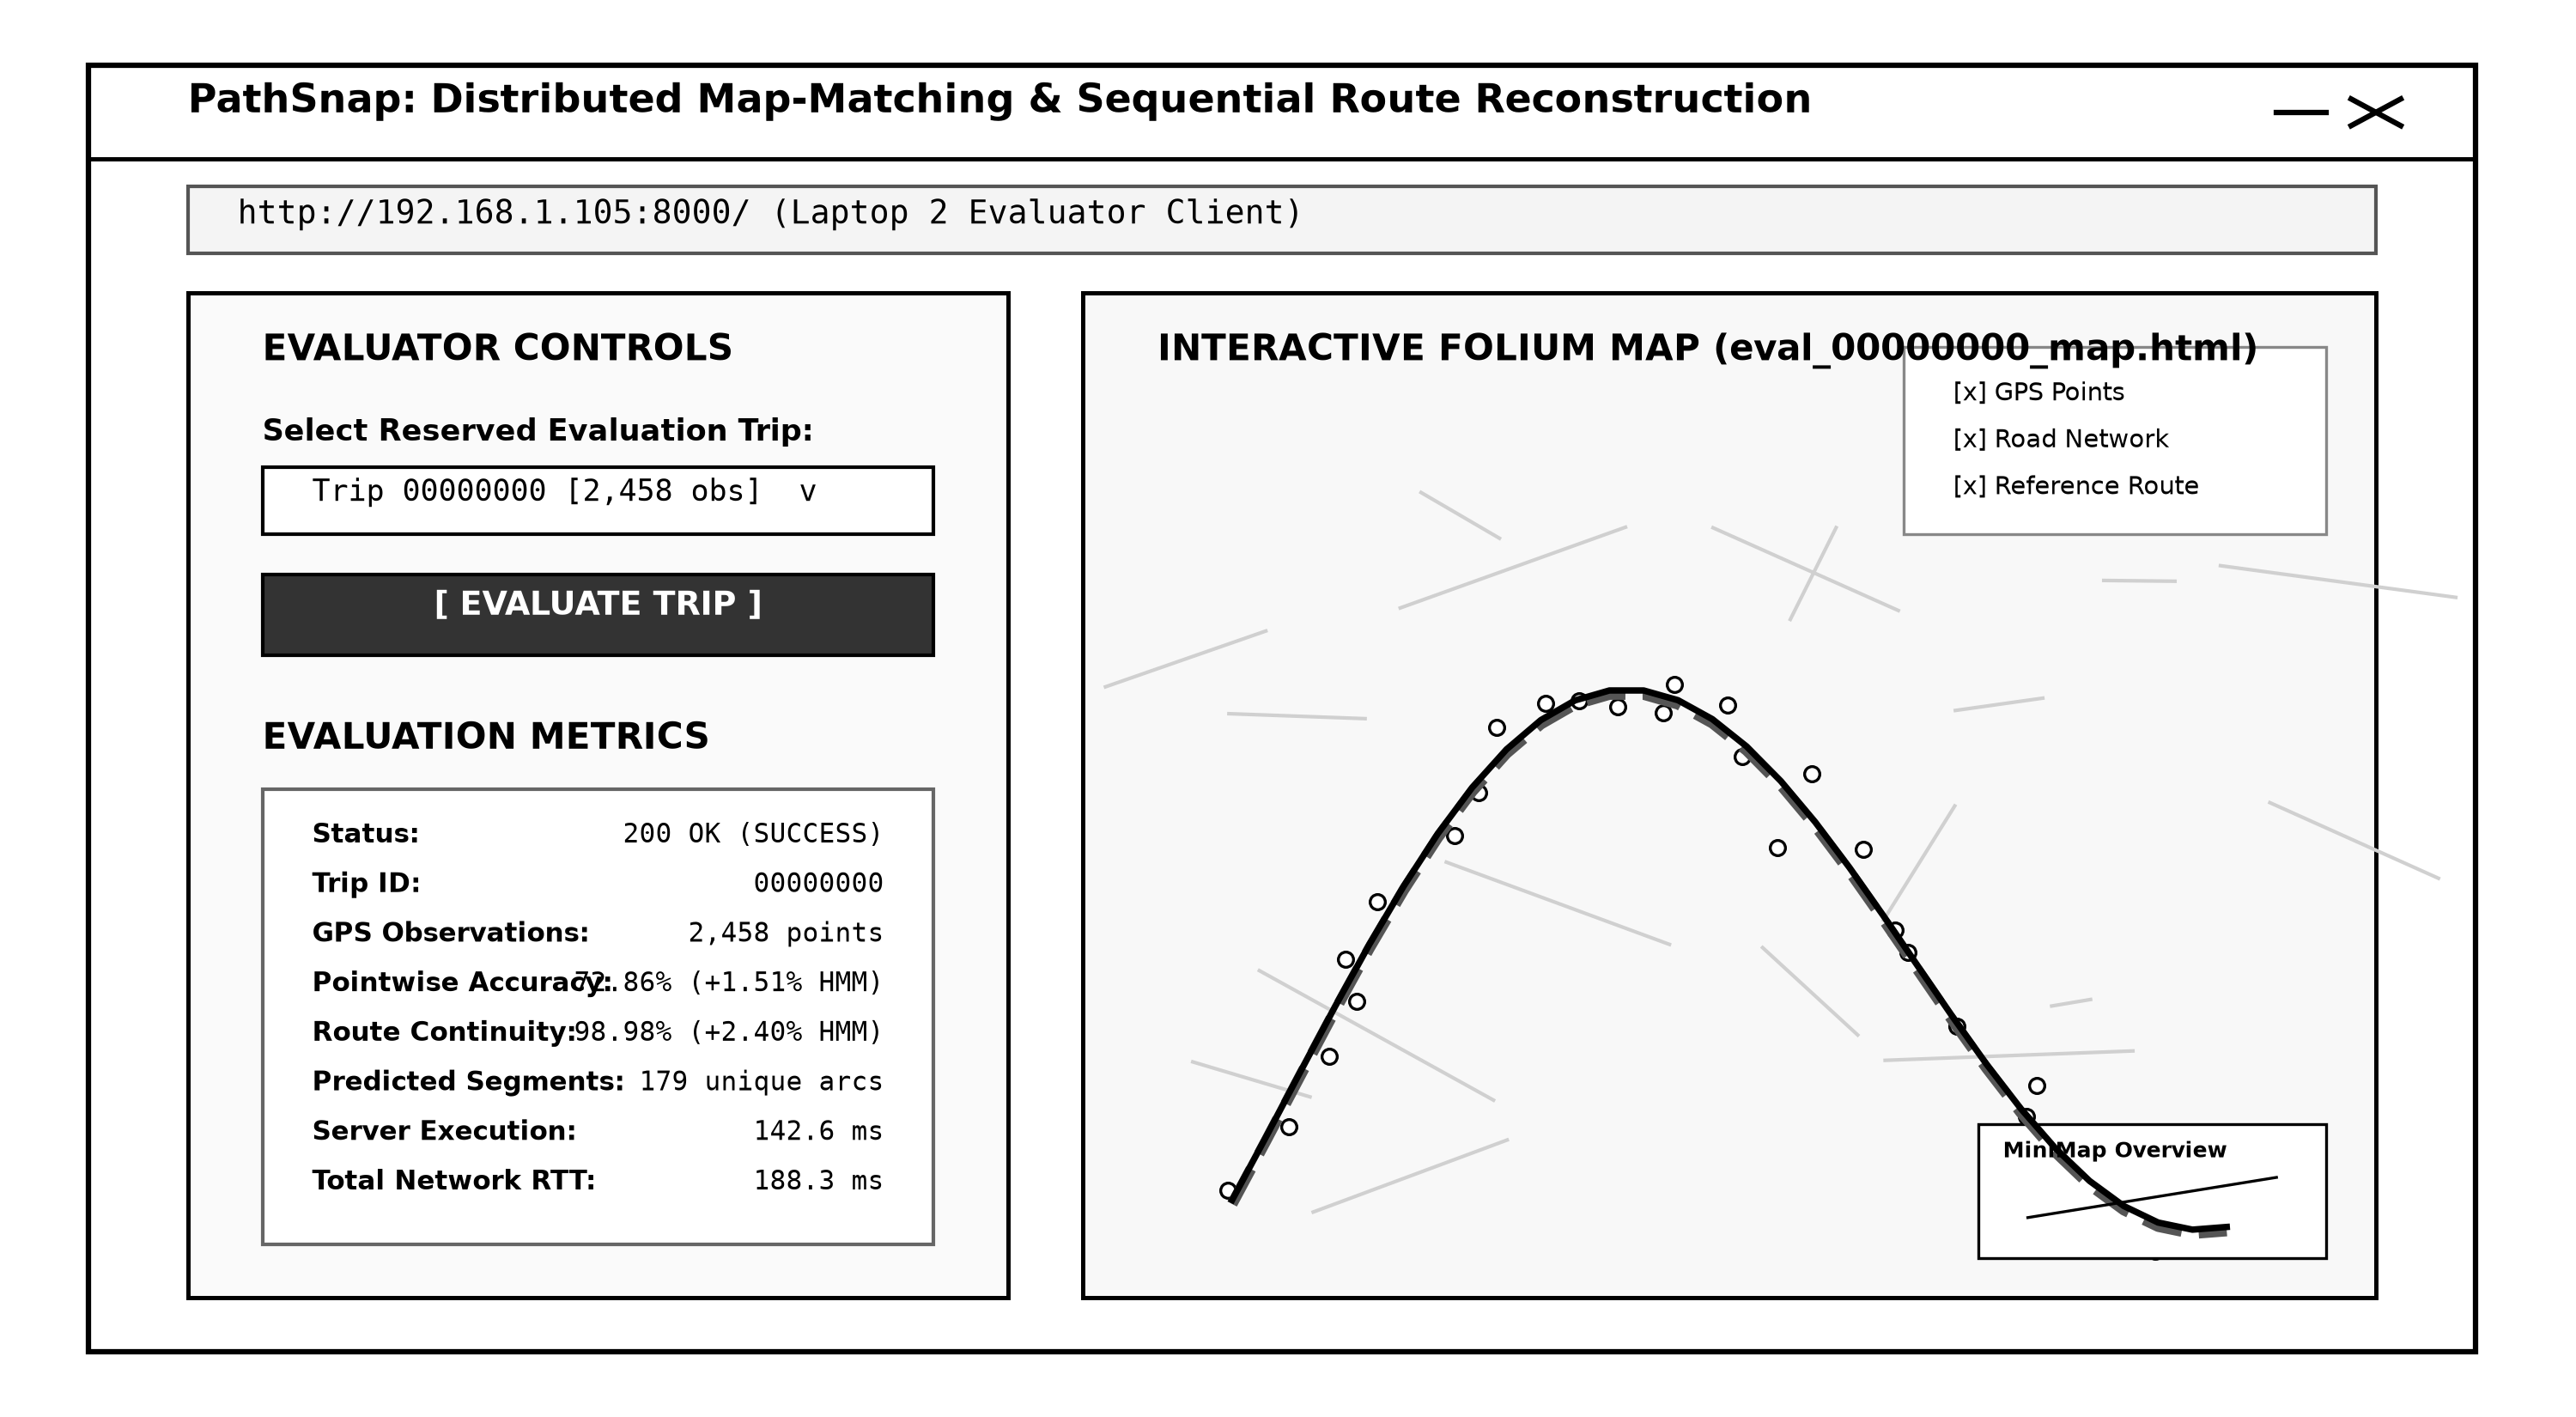 PathSnap: Distributed Map-Matching & Sequential Route Reconstruction
http://192.168.1.105:8000/ (Laptop 2 Evaluator Client)
EVALUATOR CONTROLS
Select Reserved Evaluation Trip:
Trip 00000000 [2,458 obs] v
[ EVALUATE TRIP ]
EVALUATION METRICS
Status: 200 OK (SUCCESS)
Trip ID: 00000000
GPS Observations: 2,458 points
Pointwise Accuracy: 72.86% (+1.51% HMM)
Route Continuity: 98.98% (+2.40% HMM)
Predicted Segments: 179 unique arcs
Server Execution: 142.6 ms
Total Network RTT: 188.3 ms
INTERACTIVE FOLIUM MAP (eval_00000000_map.html)
[x] GPS Points
[x] Road Network
[x] Reference Route
MiniMap Overview